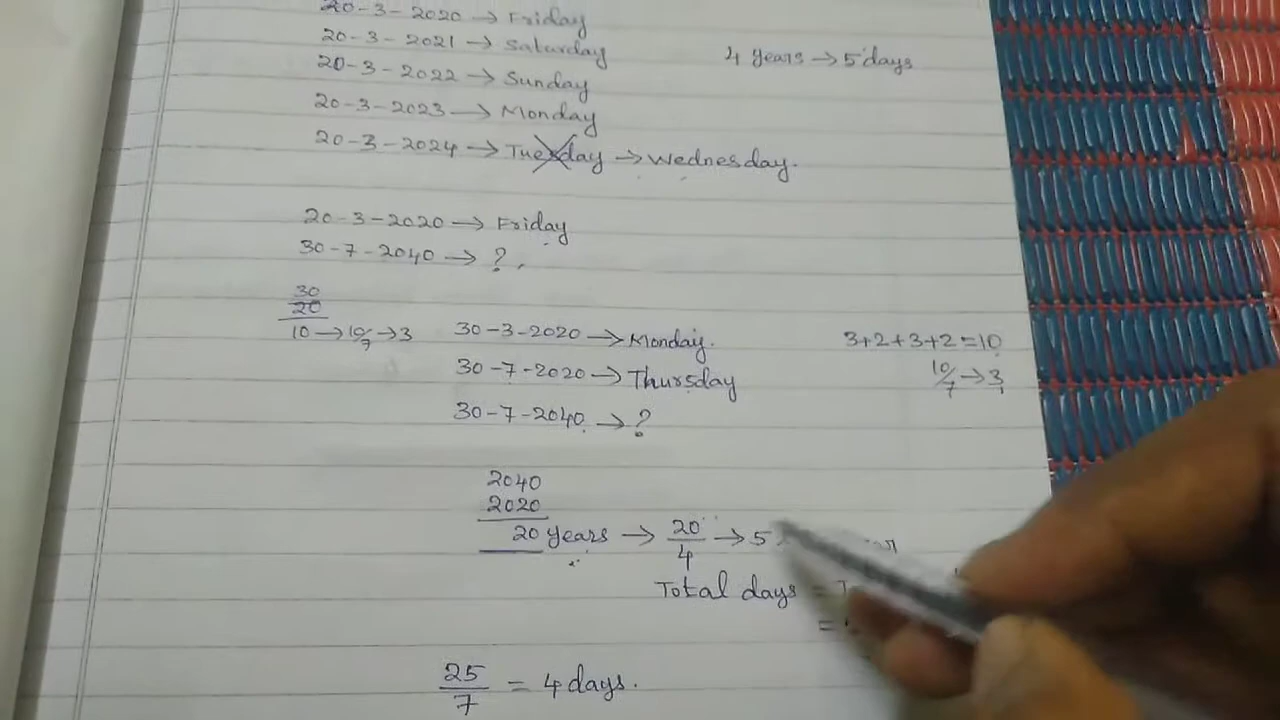 20-3-2020 → Friday
20-3-2021 → Saturday
4 years → 5 days
20-3-2022 → Sunday
20-3-2023 → Monday
20-3-2024 → Tuesday → Wednesday.
20-3-2020 → Friday
30-7-2040 → ?
30
20
10 → 10/7 → 3
30-3-2020 → Monday.
3+2+3+2=10
30-7-2020 → Thursday
10/7 → 3
30-7-2040 → ?
2040
2020
20 years → 20/4 → 5
Total days =
=
25/7 = 4 days.